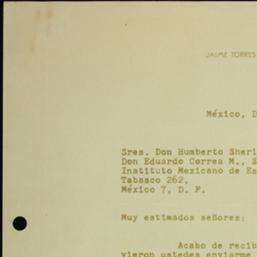 JAIME TORRES
México, D
Sres. Don Humberto Sheri
Don Eduardo Correa M., S
Instituto Mexicano de Es
Tabasco 262,
México 7, D. F.
Muy estimados señores:
Acabo de recib
vieron ustedes enviarme